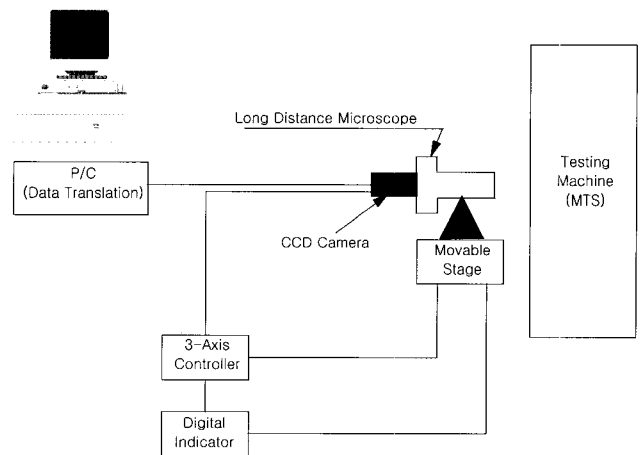 Long Distance Microscope
P/C
(Data Translation)
Testing
Machine
(MTS)
CCD Camera
Movable
Stage
3-Axis
Controller
Digital
Indicator